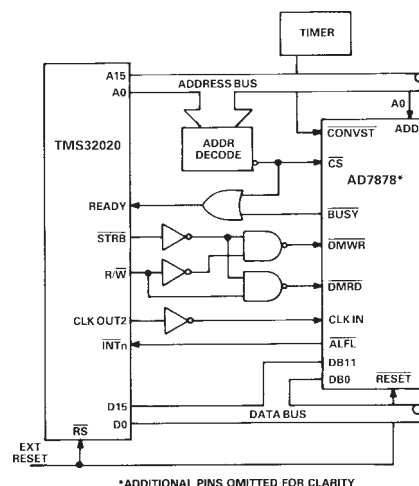 TIMER
A15
ADDRESS BUS
A0
A0
ADDR
DECODE
CONVST
ADD
TMS32020
CS
AD7878*
READY
BUSY
STRB
DMWR
R/W
DMRD
CLK OUT2
CLK IN
INTn
ALFL
DB11
DB0
RESET
D15
DATA BUS
D0
RS
EXT
RESET
*ADDITIONAL PINS OMITTED FOR CLARITY